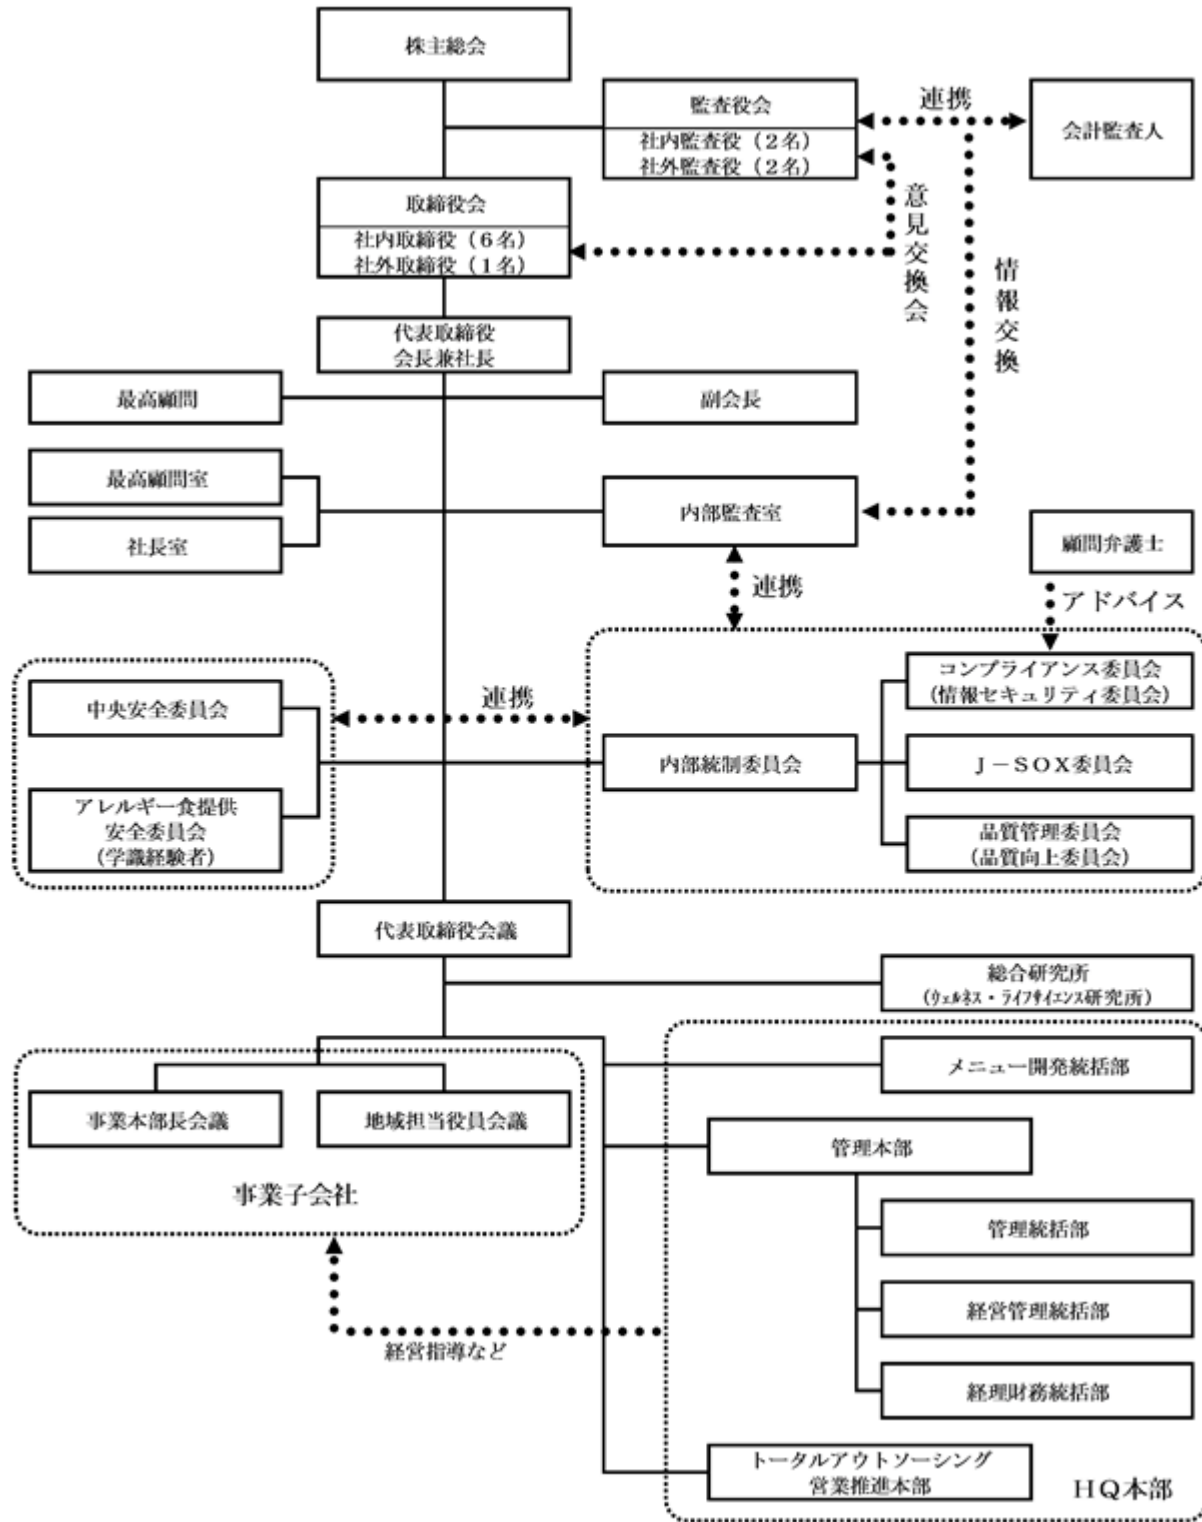 株主総会
監査役会
社内監査役（２名）
社外監査役（２名）
連携
会計監査人
取締役会
社内取締役（６名）
社外取締役（１名）
意見交換会
情報交換
代表取締役
会長兼社長
最高顧問
副会長
最高顧問室
社長室
内部監査室
顧問弁護士
連携
アドバイス
中央安全委員会
アレルギー食提供
安全委員会
（学識経験者）
連携
内部統制委員会
コンプライアンス委員会
（情報セキュリティ委員会）
Ｊ－ＳＯＸ委員会
品質管理委員会
（品質向上委員会）
代表取締役会議
総合研究所
（ｳｪﾙﾈｽ・ﾗｲﾌｻｲｴﾝｽ研究所）
事業本部長会議
地域担当役員会議
事業子会社
メニュー開発統括部
管理本部
管理統括部
経営管理統括部
経理財務統括部
経営指導など
トータルアウトソーシング
営業推進本部
ＨＱ本部